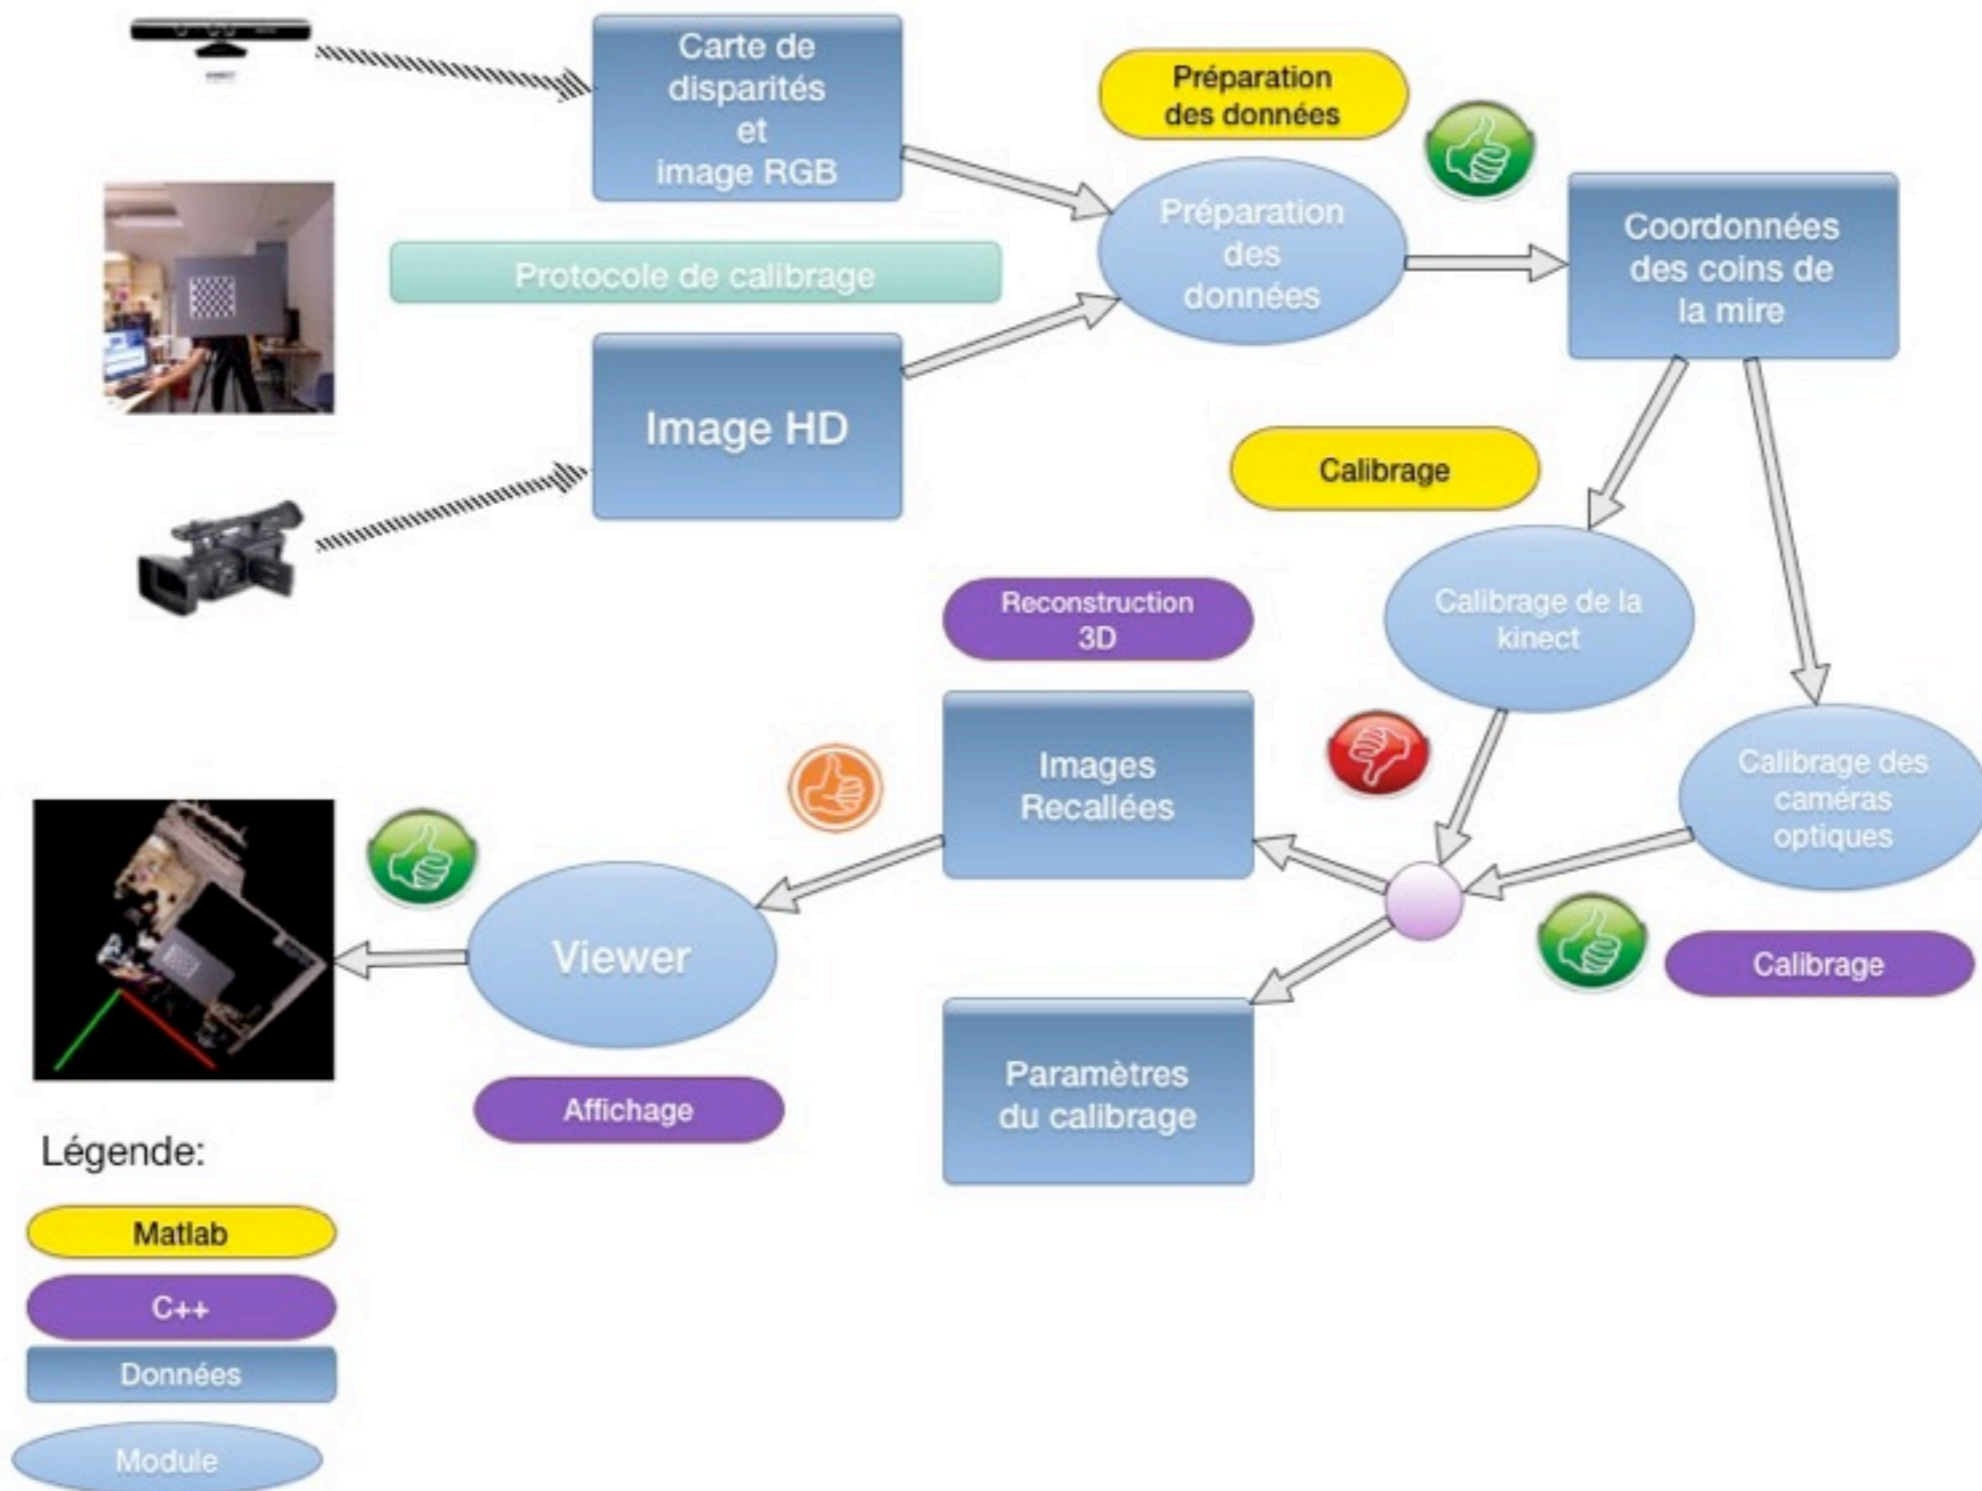 Carte de
disparités
et
image RGB
Préparation
des données
Préparation
des
données
Coordonnées
des coins de
la mire
Protocole de calibrage
Image HD
Calibrage
Calibrage de la
kinect
Reconstruction
3D
Images
Recallées
Calibrage des
caméras
optiques
Viewer
Calibrage
Paramètres
du calibrage
Affichage
Légende:
Matlab
C++
Données
Module